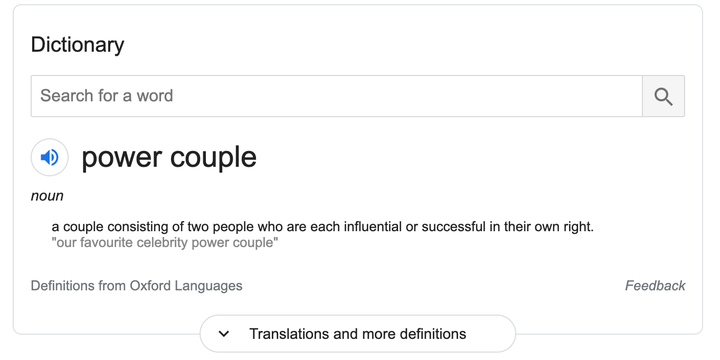 Dictionary
Search for a word
power couple
noun
a couple consisting of two people who are each influential or successful in their own right.
"our favourite celebrity power couple"
Definitions from Oxford Languages
Feedback
Translations and more definitions